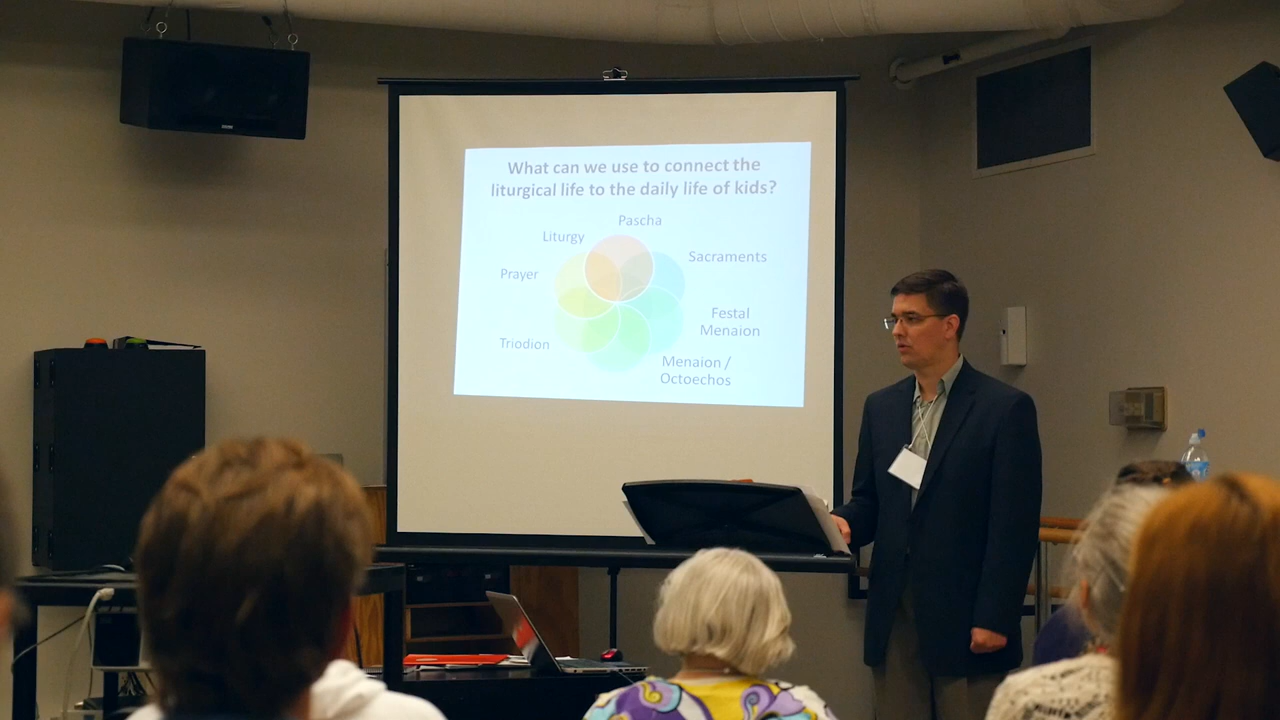 What can we use to connect the
liturgical life to the daily life of kids?
Pascha
Liturgy
Sacraments
Prayer
Festal
Menaion
Triodion
Menaion /
Octoechos